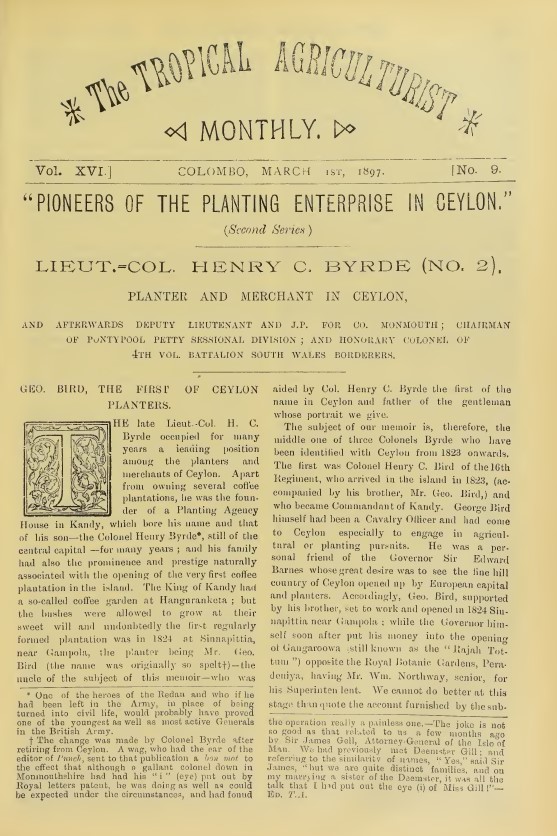 The TROPICAL AGRICULTURIST
MONTHLY.
Vol. XVI.]
COLOMBO, MARCH 1ST, 1897.
[No. 9.
"PIONEERS OF THE PLANTING ENTERPRISE IN CEYLON."
(Second Series)
LIEUT.=COL. HENRY C. BYRDE (NO. 2),
PLANTER AND MERCHANT IN CEYLON,
AND AFTERWARDS DEPUTY LIEUTENANT AND J.P. FOR CO. MONMOUTH; CHAIRMAN
OF PONTYPOOL PETTY SESSIONAL DIVISION; AND HONORARY COLONEL OF
4TH VOL. BATTALION SOUTH WALES BORDERERS.
GEO. BIRD, THE FIRST OF CEYLON
PLANTERS.
THE late Lieut.-Col. H. C.
Byrde occupied for many
years a leading position
among the planters and
merchants of Ceylon. Apart
from owning several coffee
plantations, he was the foun-
der of a Planting Agency
House in Kandy, which bore his name and that
of his son—the Colonel Henry Byrde*, still of the
central capital —for many years; and his family
had also the prominence and prestige naturally
associated with the opening of the very first coffee
plantation in the island. The King of Kandy had
a so-called coffee garden at Hanguranketa; but
the bushes were allowed to grow at their
sweet will and undoubtedly the first regularly
formed plantation was in 1824 at Sinnapittia,
near Gampola, the planter being Mr. Geo.
Bird (the name was originally so spelt†)—the
uncle of the subject of this memoir—who was
* One of the heroes of the Redan and who if he
had been left in the Army, in place of being
turned into civil life, would probably have proved
one of the youngest as well as most active Generals
in the British Army.
† The change was made by Colonel Byrde after
retiring from Ceylon. A wag, who had the ear of the
editor of Punch, sent to that publication a bon mot to
the effect that although a gallant colonel down in
Monmouthshire had had his "i" (eye) put out by
Royal letters patent, he was doing as well as could
be expected under the circumstances, and had found
aided by Col. Henry C. Byrde the first of the
name in Ceylon and father of the gentleman
whose portrait we give.
The subject of our memoir is, therefore, the
middle one of three Colonels Byrde who have
been identified with Ceylon from 1823 onwards.
The first was Colonel Henry C. Bird of the 16th
Regiment, who arrived in the island in 1823, (ac-
companied by his brother, Mr. Geo. Bird,) and
who became Commandant of Kandy. George Bird
himself had been a Cavalry Officer and had come
to Ceylon especially to engage in agricul-
tural or planting pursuits. He was a per-
sonal friend of the Governor Sir Edward
Barnes whose great desire was to see the fine hill
country of Ceylon opened up by European capital
and planters. Accordingly, Geo. Bird, supported
by his brother, set to work and opened in 1824 Sin-
napittia near Gampola; while the Governor him-
self soon after put his money into the opening
of Gangaroowa (still known as the "Rajah Tot-
tum") opposite the Royal Botanic Gardens, Pera-
deniya, having Mr. Wm. Northway, senior, for
his Superintendent. We cannot do better at this
stage than quote the account furnished by the sub-
the operation really a painless one.—The joke is not
so good as that related to us a few months ago
by Sir James Gell, Attorney-General of the Isle of
Man. We had previously met Deemster Gill; and
referring to the similarity of names, "Yes," said Sir
James, "but we are quite distinct families, and on
my marrying a sister of the Deemster, it was all the
talk that I had put out the eye (i) of Miss Gill!"—
ED. T.A.